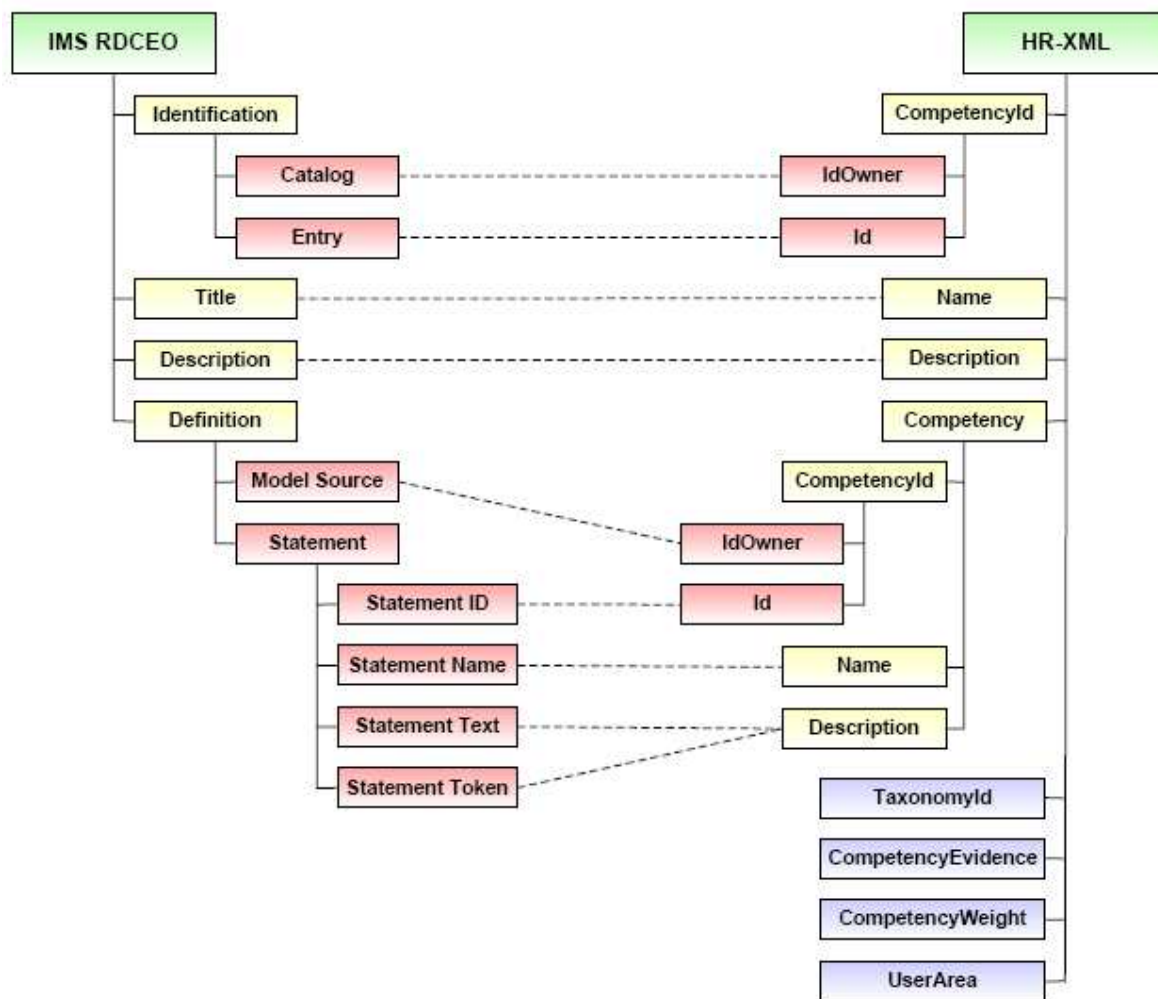 IMS RDCEO
HR-XML
Identification
CompetencyId
Catalog
IdOwner
Entry
Id
Title
Name
Description
Description
Definition
Competency
Model Source
CompetencyId
Statement
IdOwner
Statement ID
Id
Statement Name
Name
Statement Text
Description
Statement Token
TaxonomyId
CompetencyEvidence
CompetencyWeight
UserArea